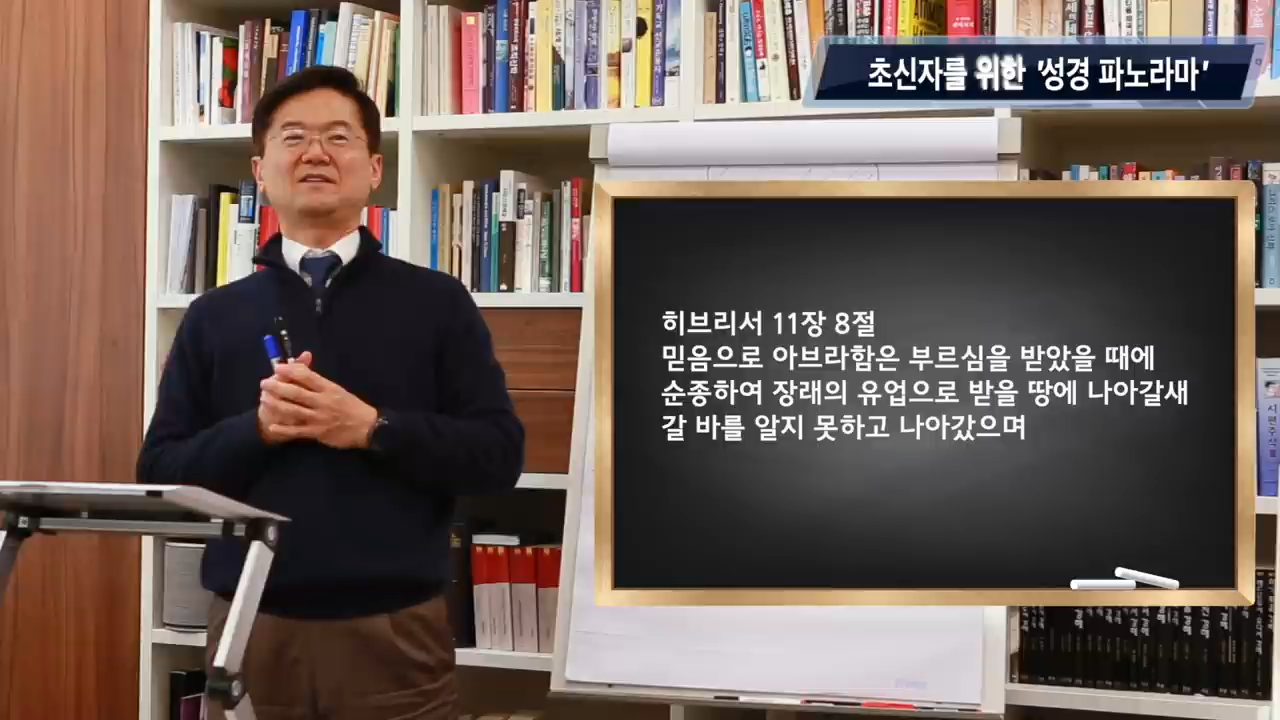 초신자를 위한 '성경 파노라마'
히브리서 11장 8절
믿음으로 아브라함은 부르심을 받았을 때에
순종하여 장래의 유업으로 받을 땅에 나아갈새
갈 바를 알지 못하고 나아갔으며